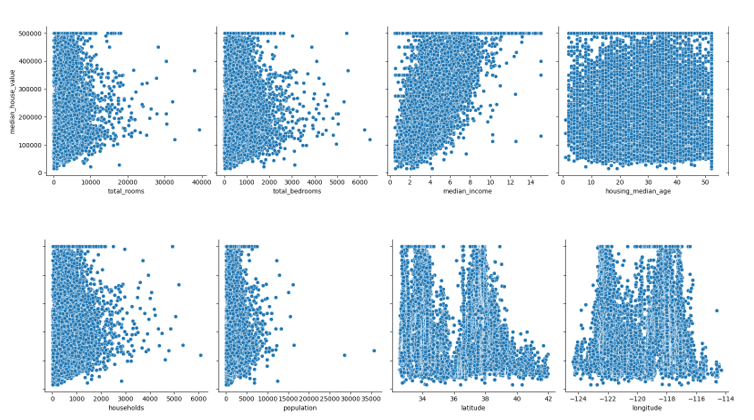 500000
400000
300000
200000
100000
0
median_house_value
0 10000 20000 30000 40000
total_rooms
0 1000 2000 3000 4000 5000 6000
total_bedrooms
0 2 4 6 8 10 12 14
median_income
0 10 20 30 40 50
housing_median_age
0 1000 2000 3000 4000 5000 6000
households
0 5000 10000 15000 20000 25000 30000 35000
population
34 36 38 40 42
latitude
−124 −122 −120 −118 −116 −114
longitude